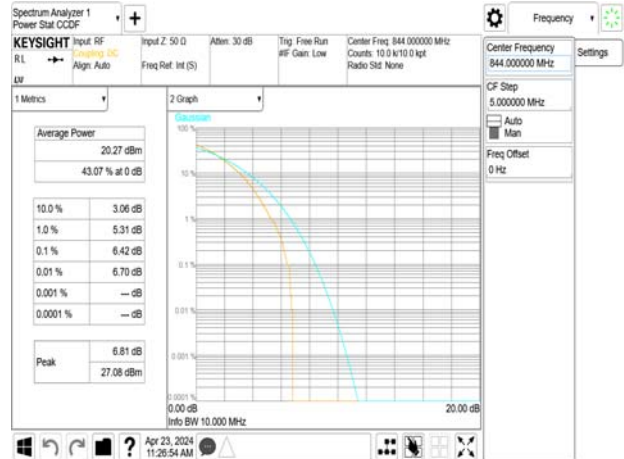 Spectrum Analyzer 1
Power Stat CCDF
+
Frequency
KEYSIGHT
Input: RF
Input Z: 50 Ω
Atten: 30 dB
Trig: Free Run
Center Freq: 844.000000 MHz
RL
Coupling: DC
#IF Gain: Low
Counts: 10.0 k/10.0 kpt
Align: Auto
Freq Ref: Int (S)
Radio Std: None
Center Frequency
844.000000 MHz
Settings
CF Step
5.000000 MHz
Auto
Man
Freq Offset
0 Hz
1 Metrics
2 Graph
Gaussian
Average Power
20.27 dBm
43.07 % at 0 dB
10.0 % 3.06 dB
1.0 % 5.31 dB
0.1 % 6.42 dB
0.01 % 6.70 dB
0.001 % --- dB
0.0001 % --- dB
Peak
6.81 dB
27.08 dBm
100 %
10 %
1 %
0.1 %
0.01 %
0.001 %
0.0001 %
0.00 dB
20.00 dB
Info BW 10.000 MHz
?
Apr 23, 2024
11:26:54 AM